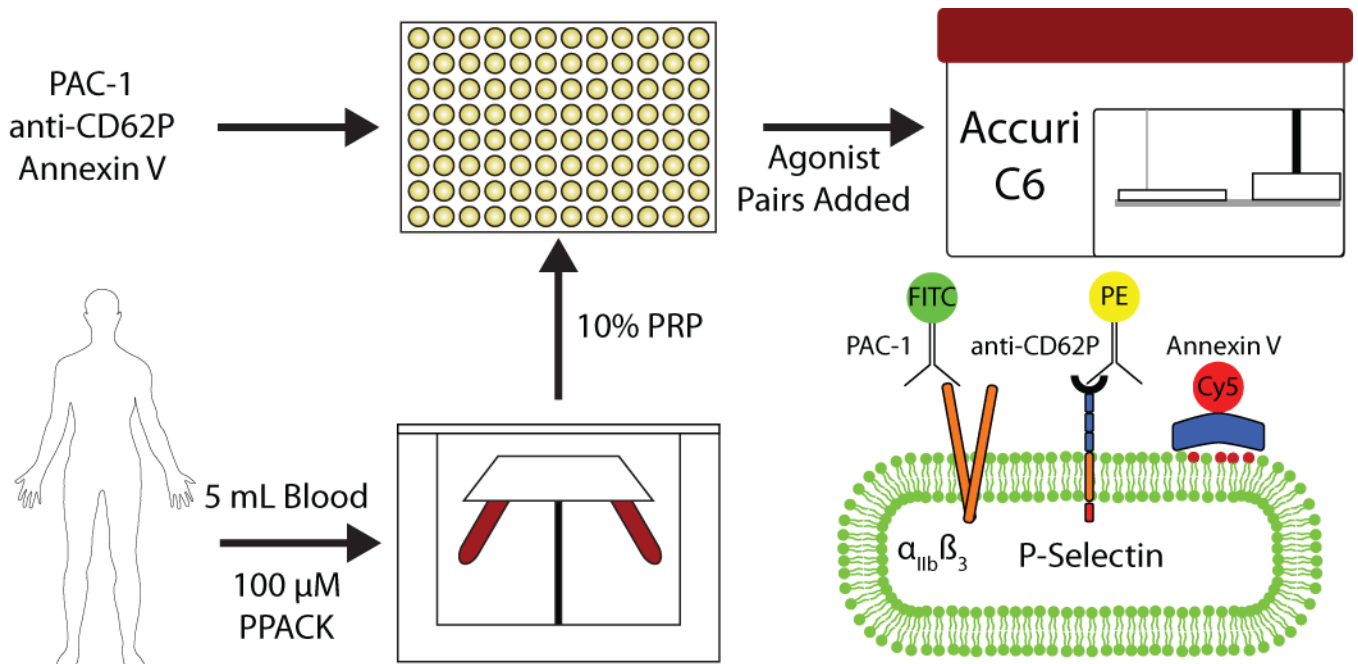 PAC-1
anti-CD62P
Annexin V
Agonist
Pairs Added
Accuri
C6
10% PRP
5 mL Blood
100 µM
PPACK
FITC
PE
PAC-1
anti-CD62P
Annexin V
Cy5
αIIbß3
P-Selectin